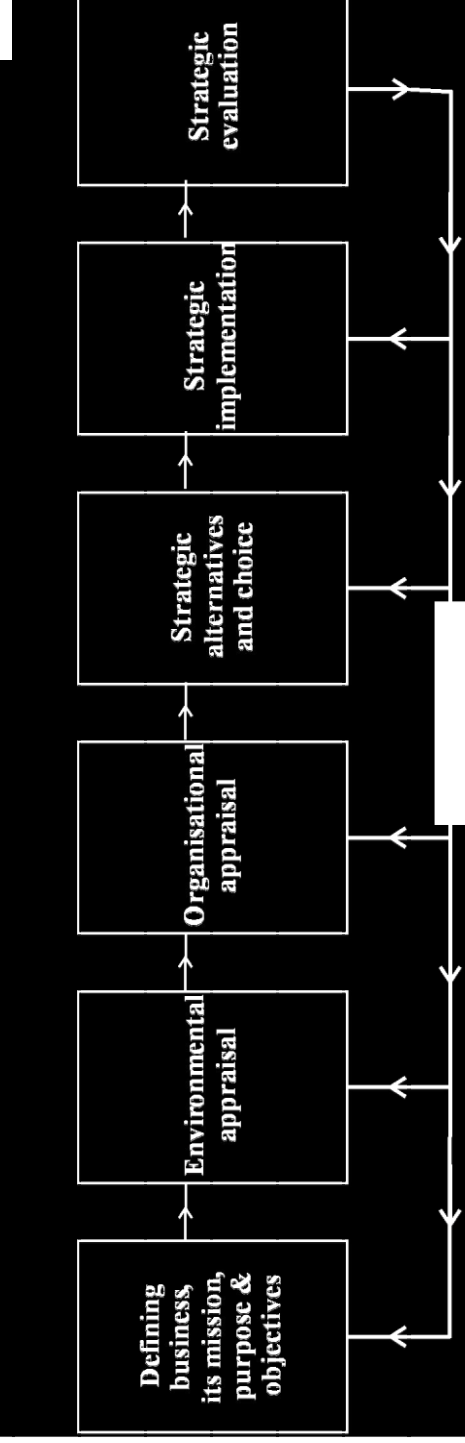 Defining
business,
its mission,
purpose &
objectives
Environmental
appraisal
Organisational
appraisal
Strategic
alternatives
and choice
Strategic
implementation
Strategic
evaluation